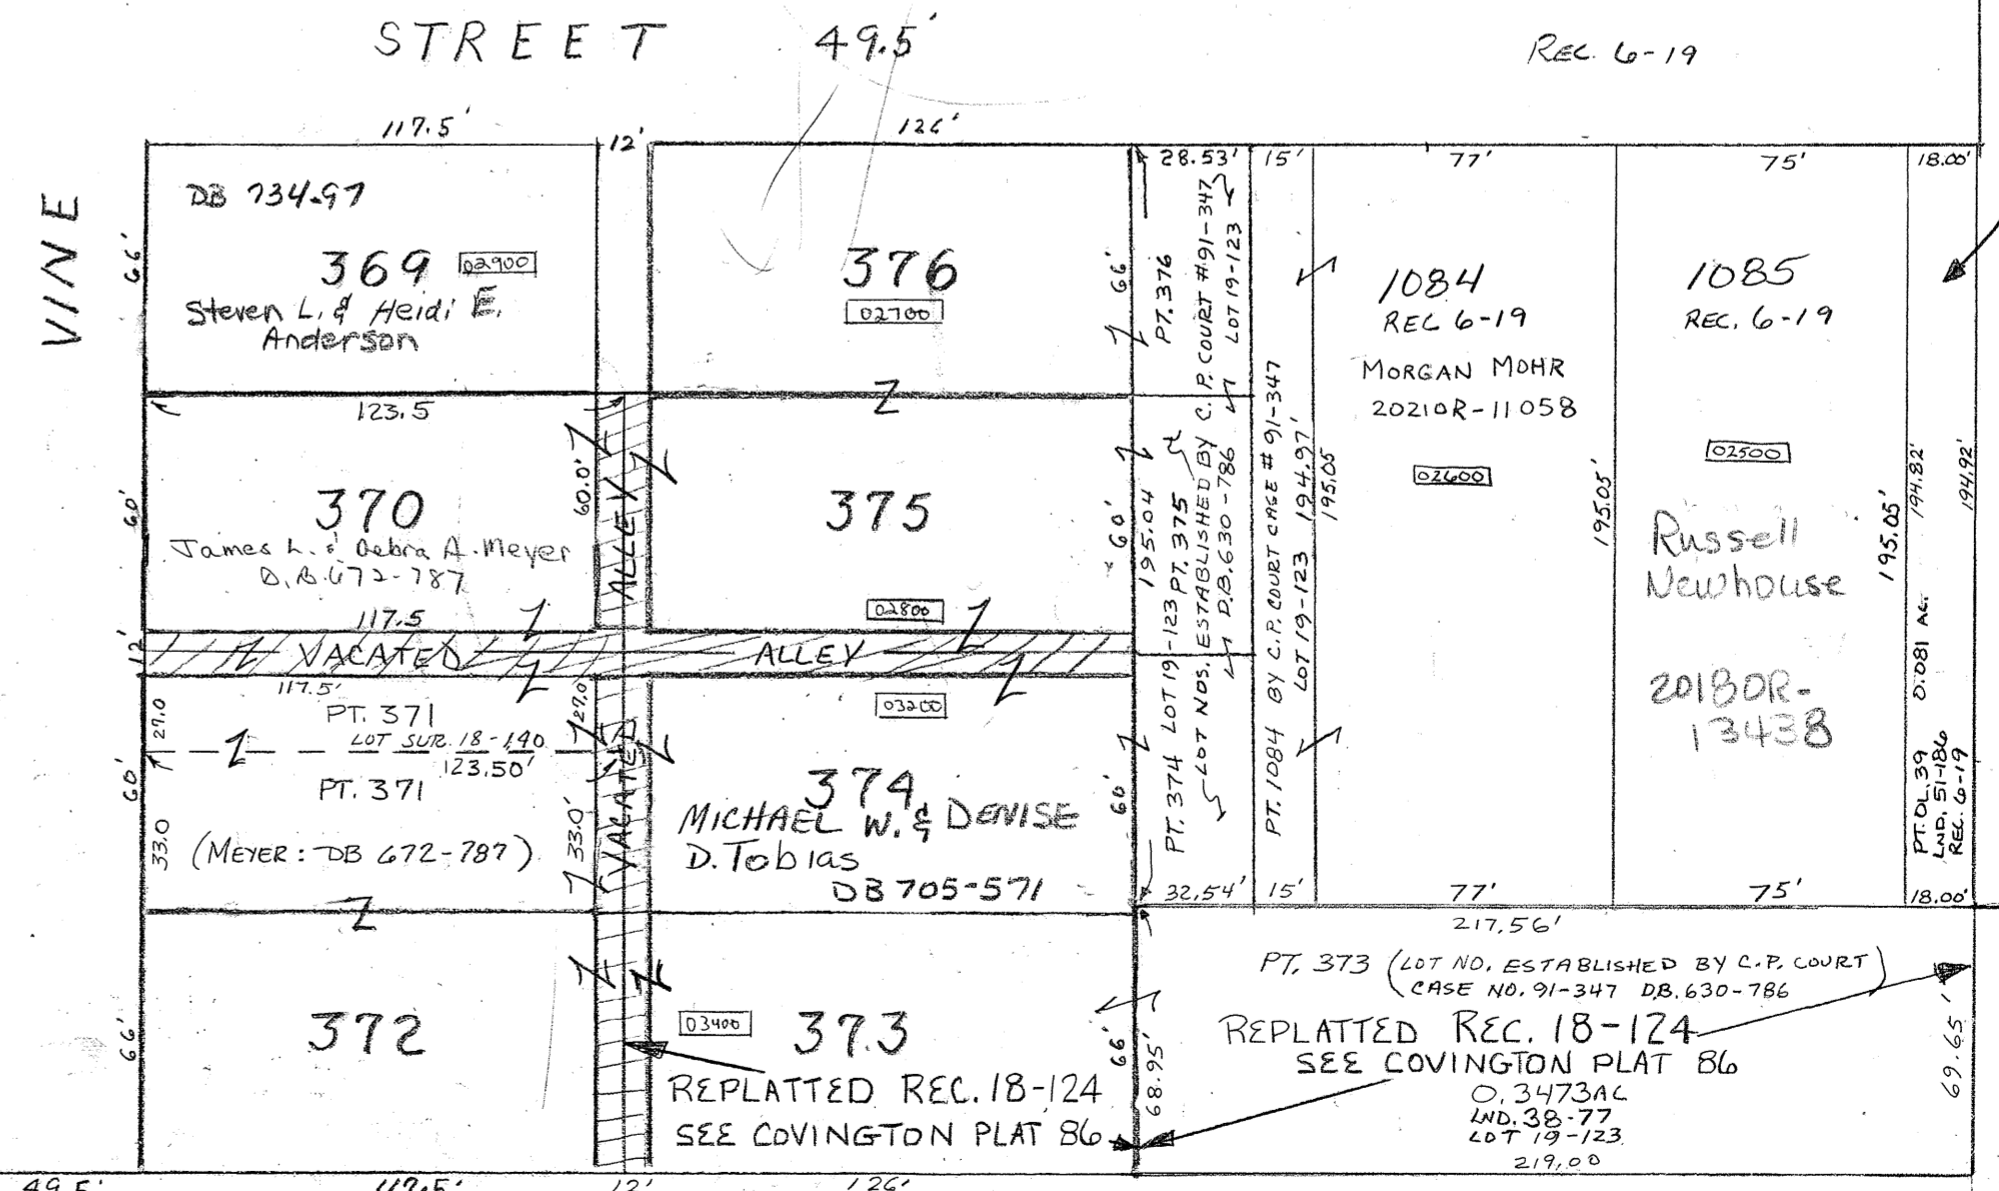 STREET 49.5'
REC. 6-19
VINE
117.5'
12'
126'
28.53'
15'
77'
75'
18.00'
DB 734-97
369
02900
Steven L. & Heidi E.
Anderson
66'
376
02700
66'
PT. 376
LOT 19-123
1084
REC 6-19
MORGAN MOHR
20210R-11058
02600
1085
REC. 6-19
02500
Russell
Newhouse
20180R-
13438
123.5
60'
370
James L. & Debra A. Meyer
D.B. 672-787
117.5
60.0'
ALLEY
375
02800
60'
195.04
PT. 375
LOT NOS. ESTABLISHED BY C.P. COURT #91-347
D.B. 630-786
PT. 374 LOT 19-123
PT. 1084 BY C.P. COURT CASE # 91-347
LOT 19-123 194.97'
195.05
195.05'
195.05'
194.82'
194.92'
0.081 AC.
PT. OL. 39
LND. 51-186
REC. 6-19
12'
VACATED
ALLEY
117.5'
27.0
PT. 371
27.0'
LOT SUR. 18-140
123.50'
PT. 371
60'
33.0
(MEYER: DB 672-787)
33.0'
VACATED
03200
374
MICHAEL W. & DENISE
D. Tobias
DB 705-571
60'
32.54'
15'
77'
75'
18.00'
217.56'
66'
372
03400
373
66'
68.95'
REPLATTED REC. 18-124
SEE COVINGTON PLAT 86
PT. 373 (LOT NO. ESTABLISHED BY C.P. COURT
CASE NO. 91-347 D.B. 630-786)
REPLATTED REC. 18-124
SEE COVINGTON PLAT 86
0.3473AC
LND. 38-77
LOT 19-123
219.00
69.65'
49.5'
117.5'
12'
126'